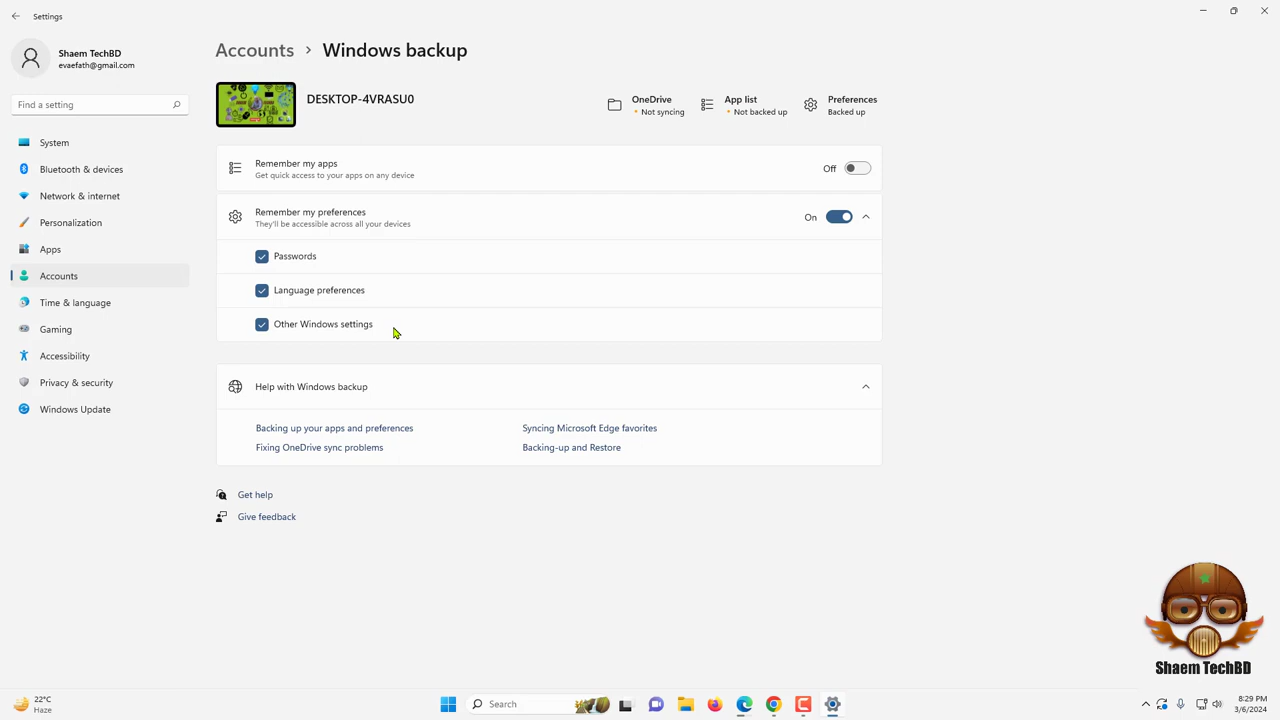 Settings
Shaem TechBD
evaefath@gmail.com
Find a setting
System
Bluetooth & devices
Network & internet
Personalization
Apps
Accounts
Time & language
Gaming
Accessibility
Privacy & security
Windows Update
Accounts › Windows backup
DESKTOP-4VRASU0
OneDrive
Not syncing
App list
Not backed up
Preferences
Backed up
Remember my apps
Get quick access to your apps on any device
Off
Remember my preferences
They'll be accessible across all your devices
On
Passwords
Language preferences
Other Windows settings
Help with Windows backup
Backing up your apps and preferences
Syncing Microsoft Edge favorites
Fixing OneDrive sync problems
Backing-up and Restore
Get help
Give feedback
Shaem TechBD
22°C
Haze
Search
8:29 PM
3/6/2024